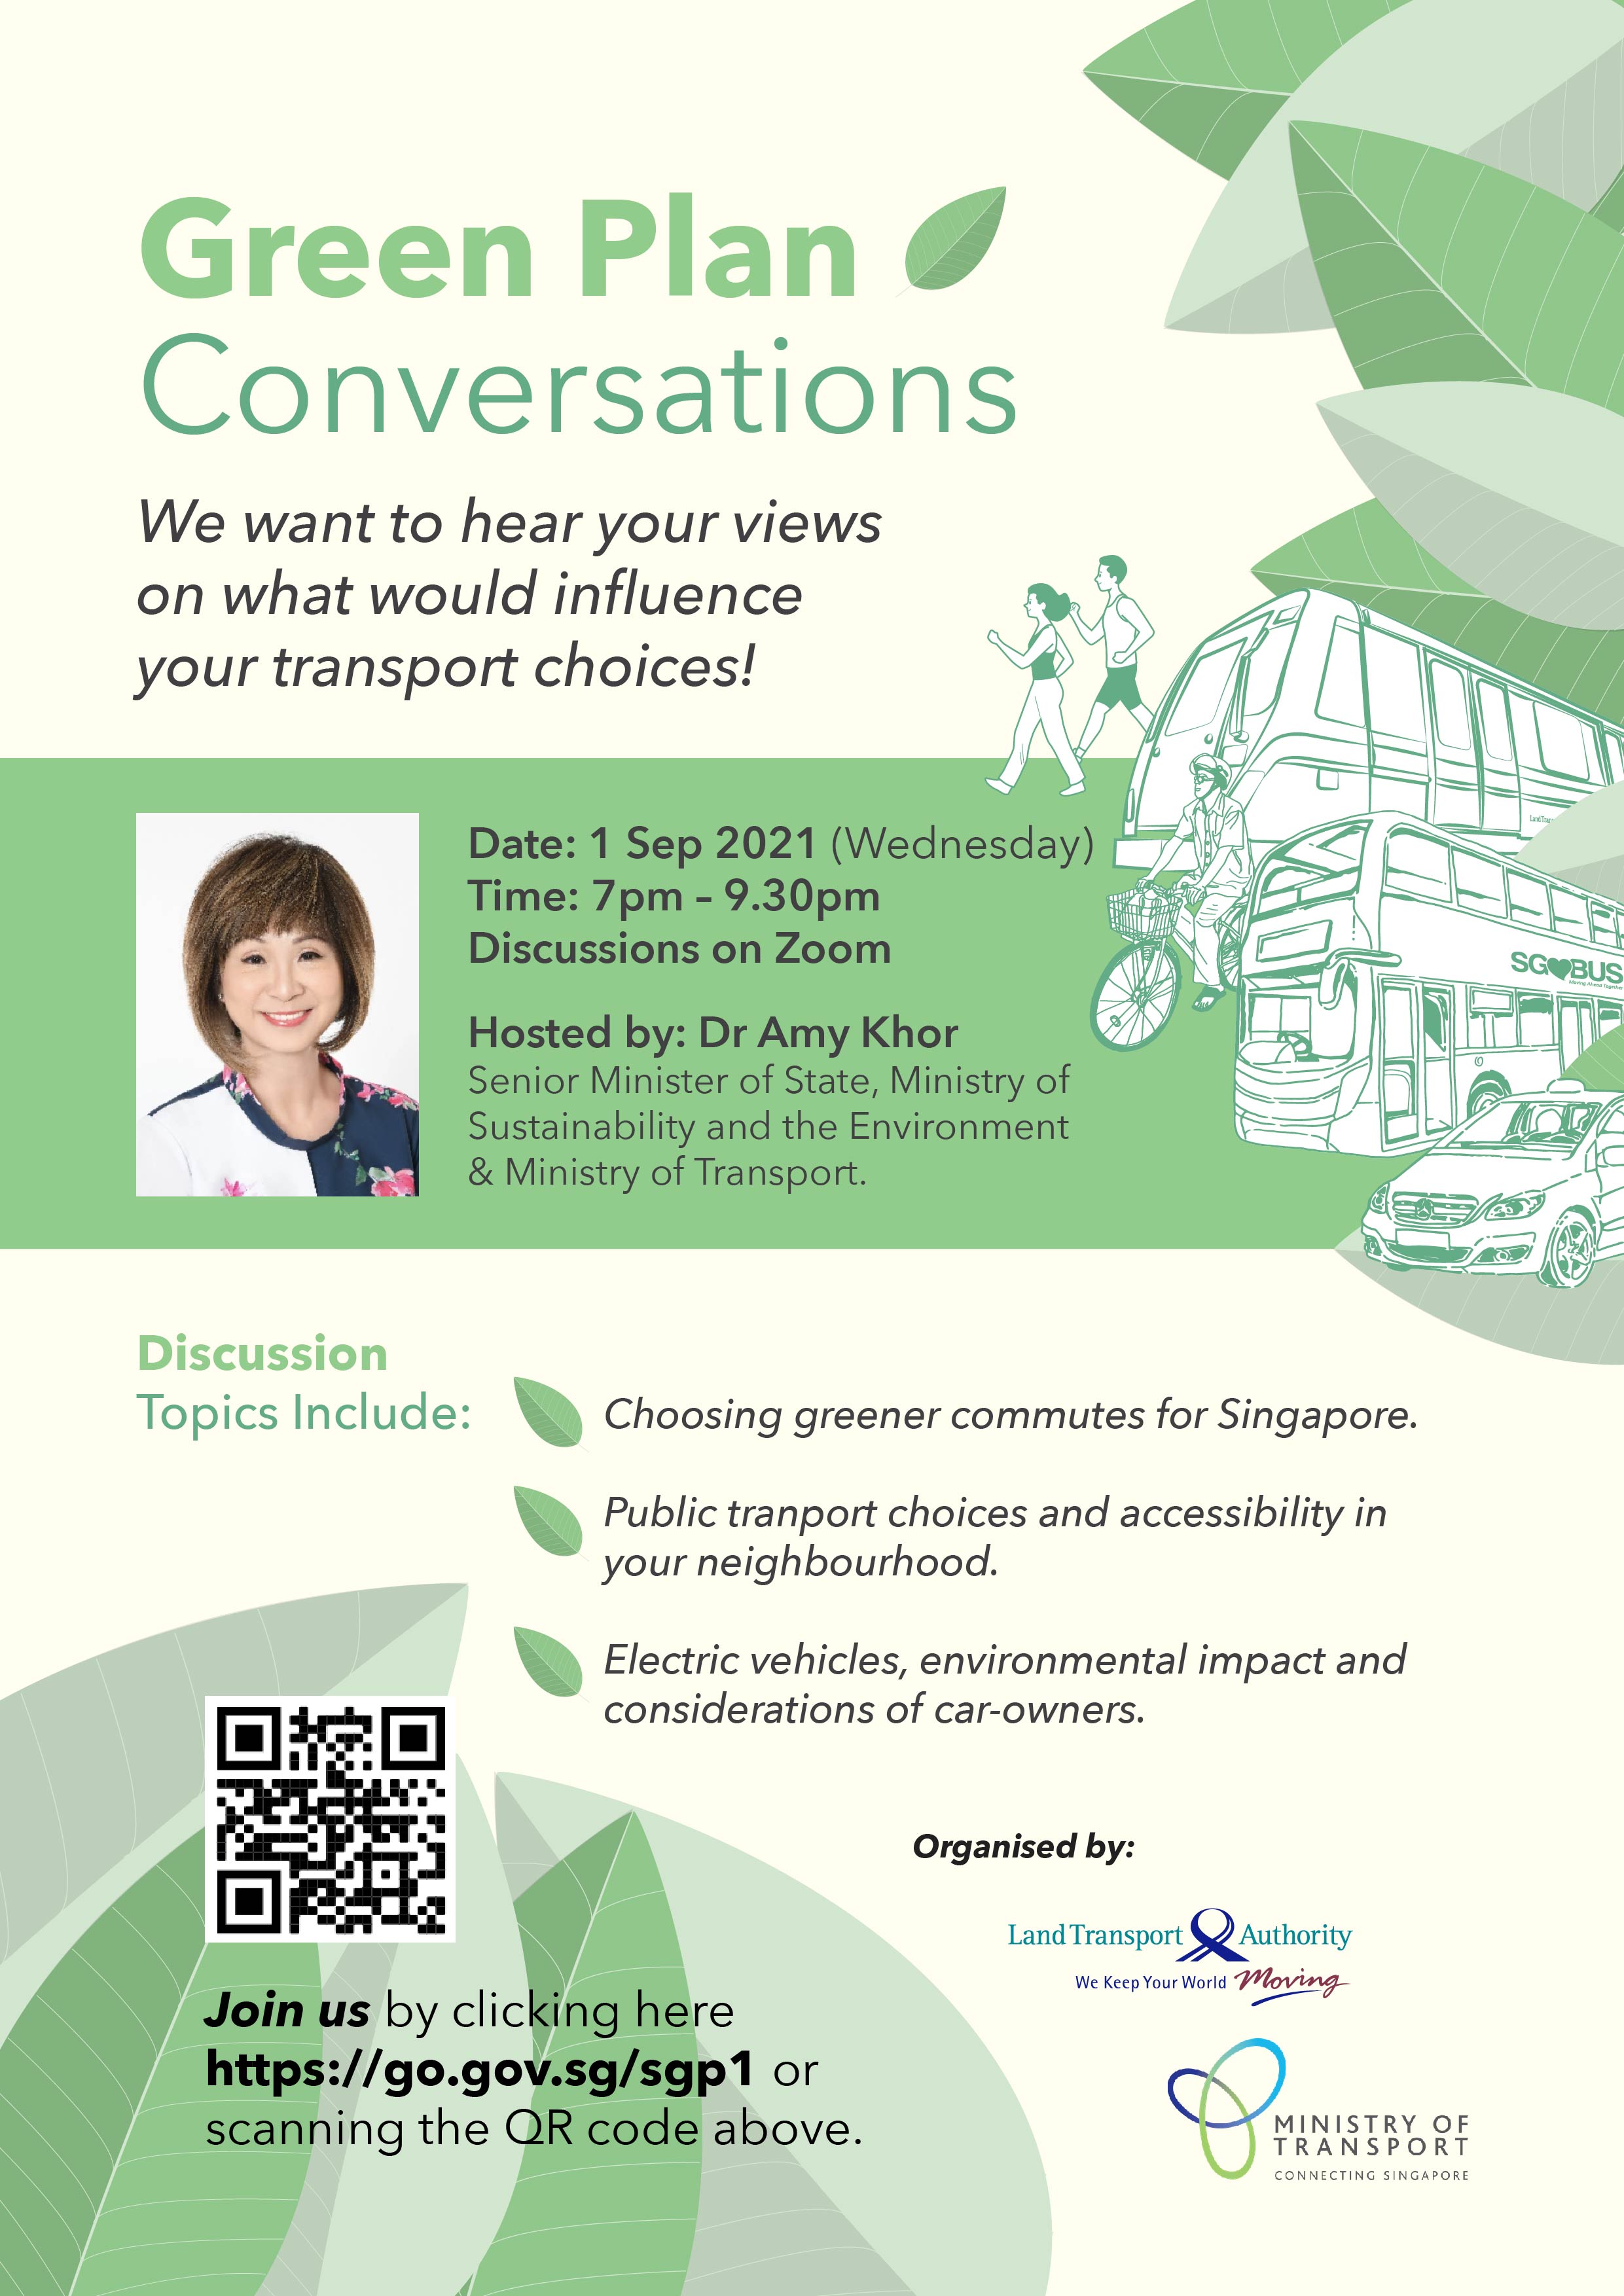 Green Plan
Conversations
We want to hear your views
on what would influence
your transport choices!
Date: 1 Sep 2021 (Wednesday)
Time: 7pm – 9.30pm
Discussions on Zoom
Hosted by: Dr Amy Khor
Senior Minister of State, Ministry of
Sustainability and the Environment
& Ministry of Transport.
SG BUS
Moving Ahead Together
Discussion
Topics Include:
Choosing greener commutes for Singapore.
Public tranport choices and accessibility in
your neighbourhood.
Electric vehicles, environmental impact and
considerations of car-owners.
Join us by clicking here
https://go.gov.sg/sgp1 or
scanning the QR code above.
Organised by:
Land Transport Authority
We Keep Your World Moving
MINISTRY OF
TRANSPORT
CONNECTING SINGAPORE